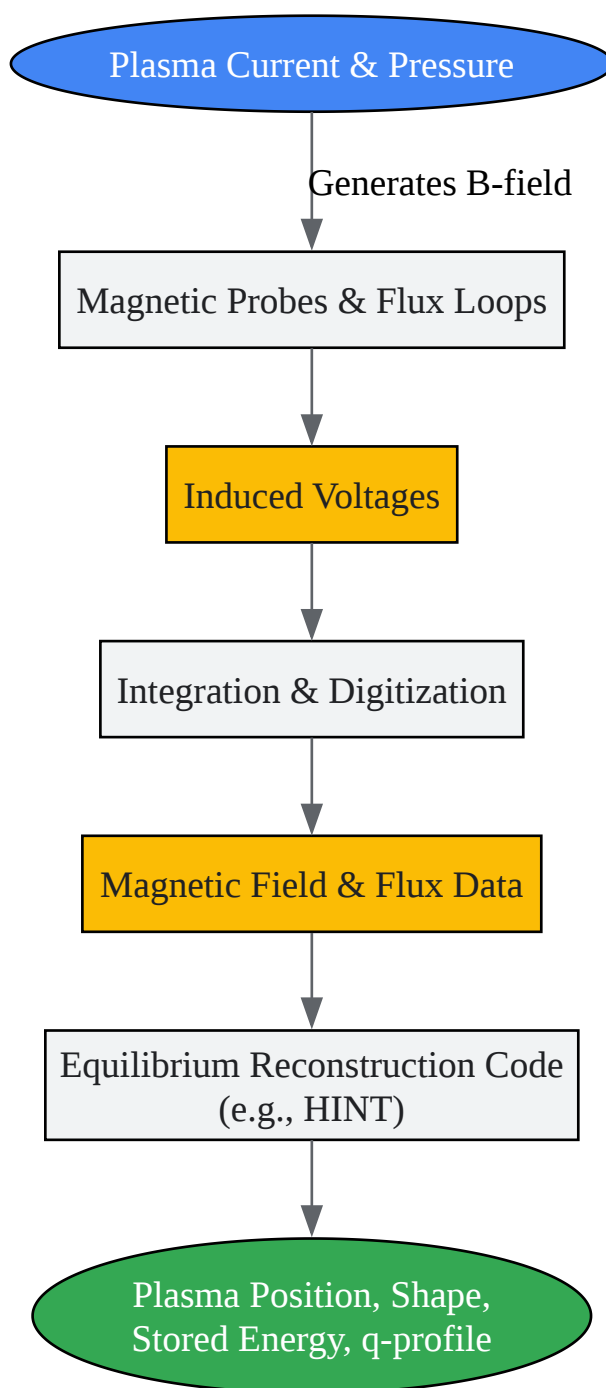 Plasma Current & Pressure
Generates B-field
Magnetic Probes & Flux Loops
Induced Voltages
Integration & Digitization
Magnetic Field & Flux Data
Equilibrium Reconstruction Code
(e.g., HINT)
Plasma Position, Shape,
Stored Energy, q-profile